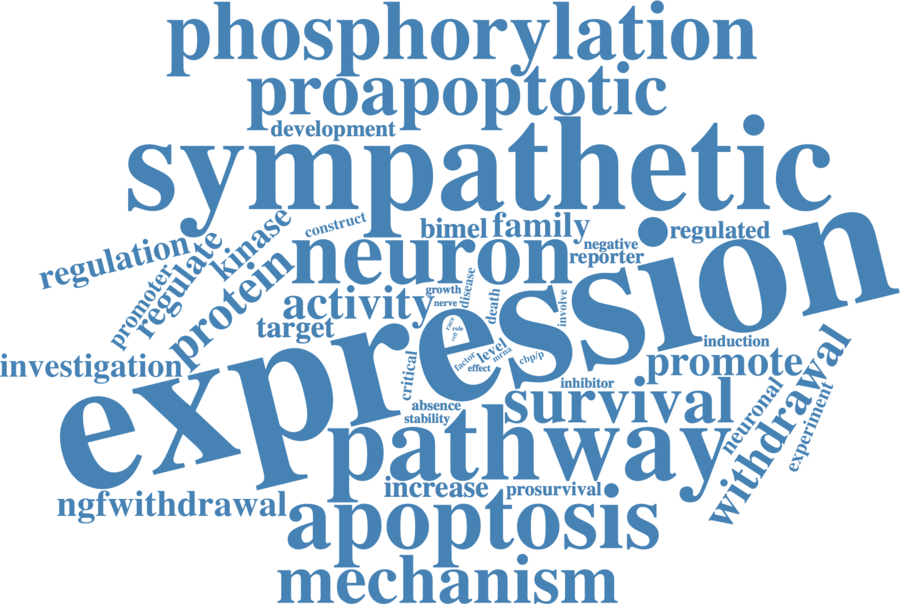 phosphorylation
proapoptotic
development
sympathetic
construct
bimel
family
regulated
regulation
regulate
kinase
neuron
negative
reporter
promoter
protein
activity
growth
nerve
disease
death
involve
expression
target
role
cell
factor
level
mrna
effect
cbp/p
induction
investigation
critical
promote
withdrawal
inhibitor
absence
stability
survival
neuronal
experiment
pathway
increase
prosurvival
ngfwithdrawal
apoptosis
mechanism